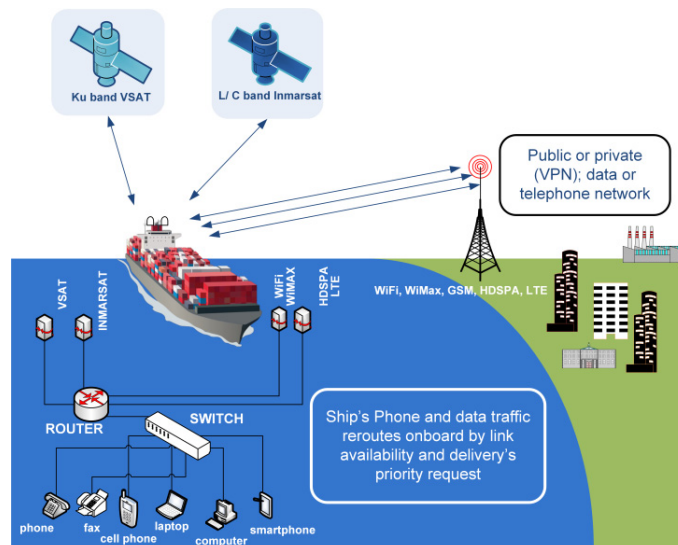 Ku band VSAT
L/ C band Inmarsat
Public or private
(VPN); data or
telephone network
WiFi, WiMax, GSM, HDSPA, LTE
VSAT
INMARSAT
WiFi
WiMAX
HDSPA
LTE
ROUTER
SWITCH
Ship's Phone and data traffic
reroutes onboard by link
availability and delivery's
priority request
phone
fax
cell phone
laptop
computer
smartphone